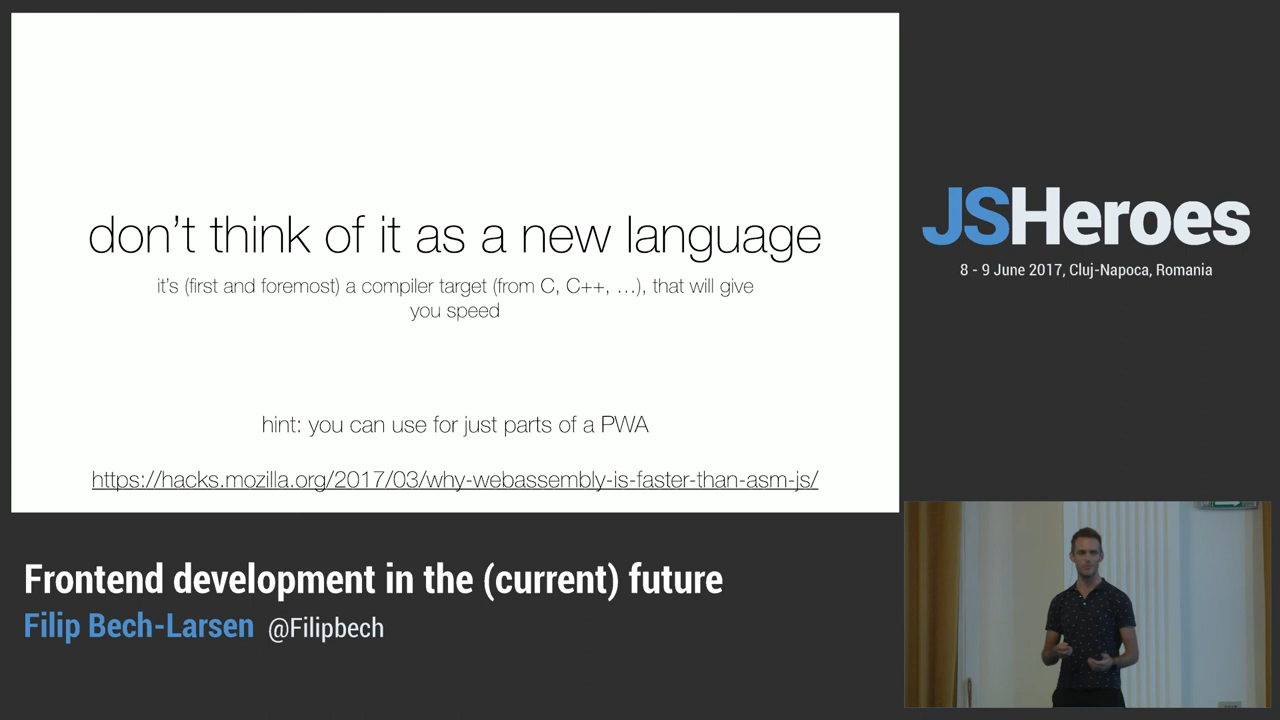 don't think of it as a new language
it's (first and foremost) a compiler target (from C, C++, …), that will give
you speed
hint: you can use for just parts of a PWA
https://hacks.mozilla.org/2017/03/why-webassembly-is-faster-than-asm-js/
JSHeroes
8 - 9 June 2017, Cluj-Napoca, Romania
Frontend development in the (current) future
Filip Bech-Larsen @Filipbech